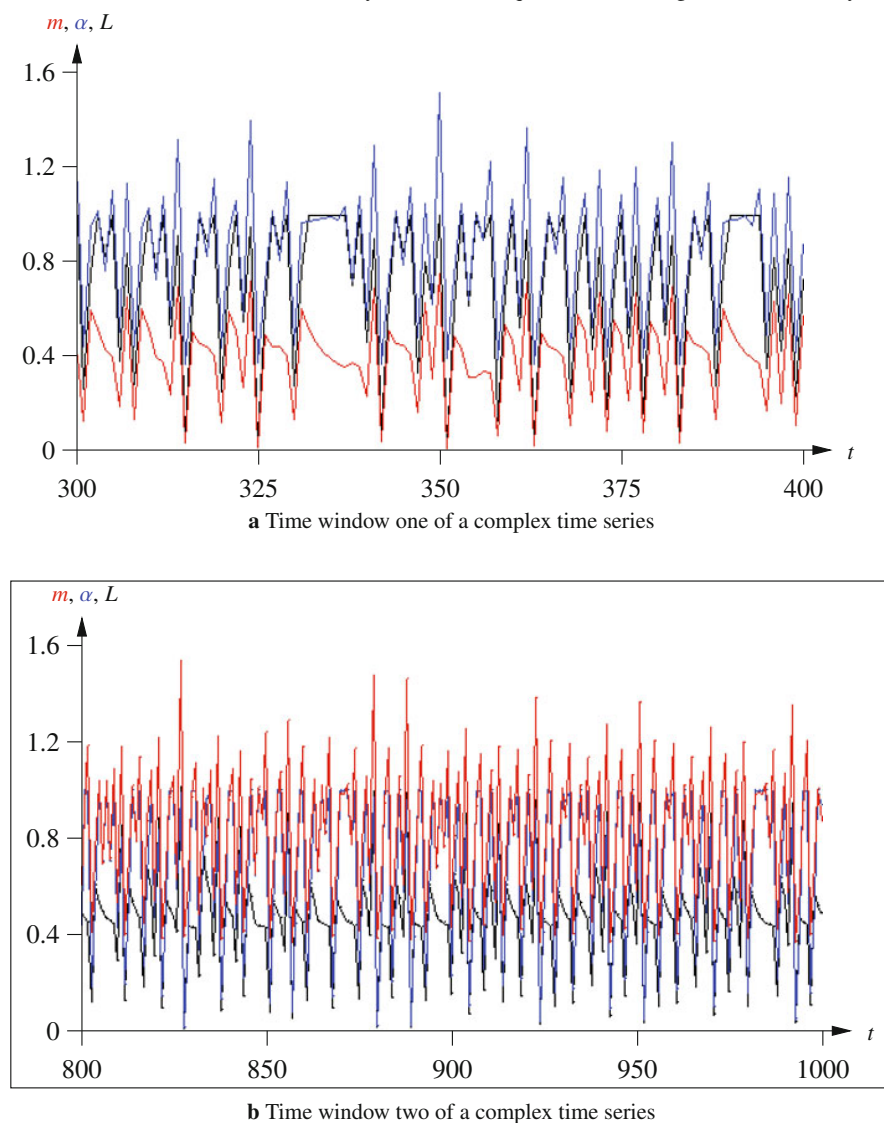 m, α, L
1.6
1.2
0.8
0.4
0
300 325 350 375 400
t
a Time window one of a complex time series
m, α, L
1.6
1.2
0.8
0.4
0
800 850 900 950 1000
t
b Time window two of a complex time series